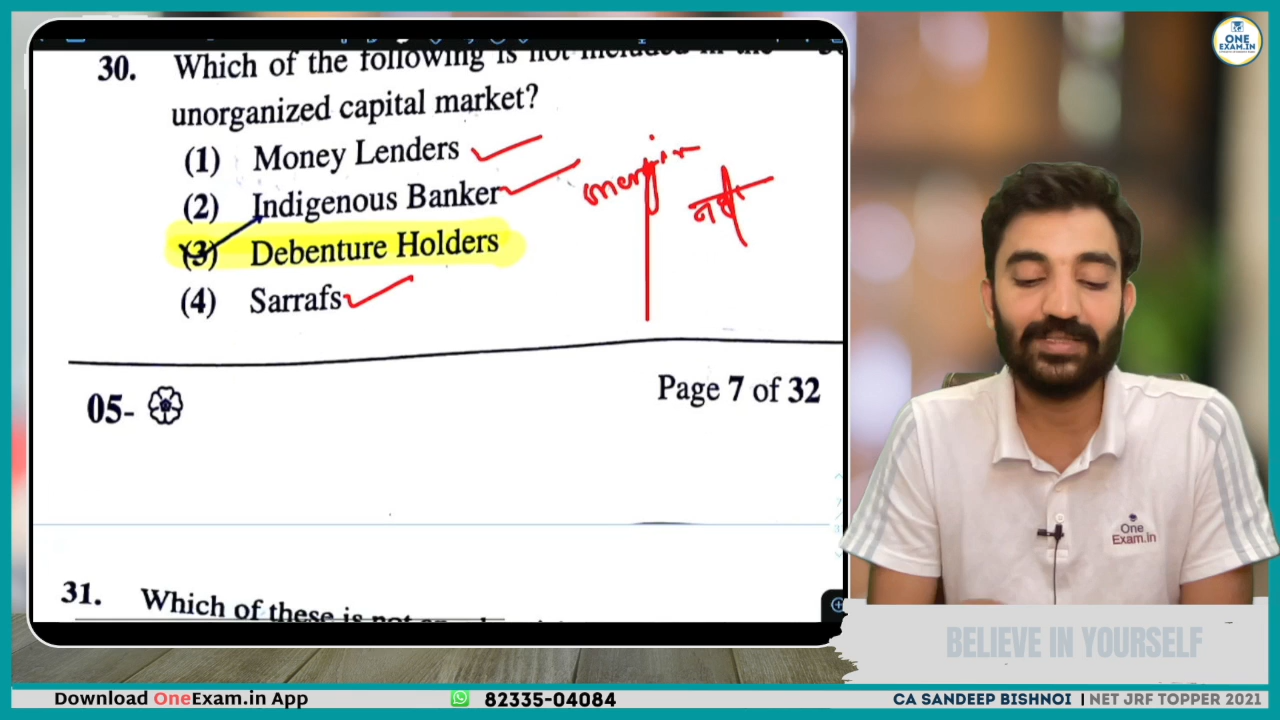 ONE
EXAM.IN
30. Which of the following is not included in the
unorganized capital market?
(1) Money Lenders
(2) Indigenous Banker
(3) Debenture Holders
(4) Sarrafs
05-
Page 7 of 32
31. Which of these is not
One
Exam.In
BELIEVE IN YOURSELF
Download OneExam.in App
82335-04084
CA SANDEEP BISHNOI | NET JRF TOPPER 2021